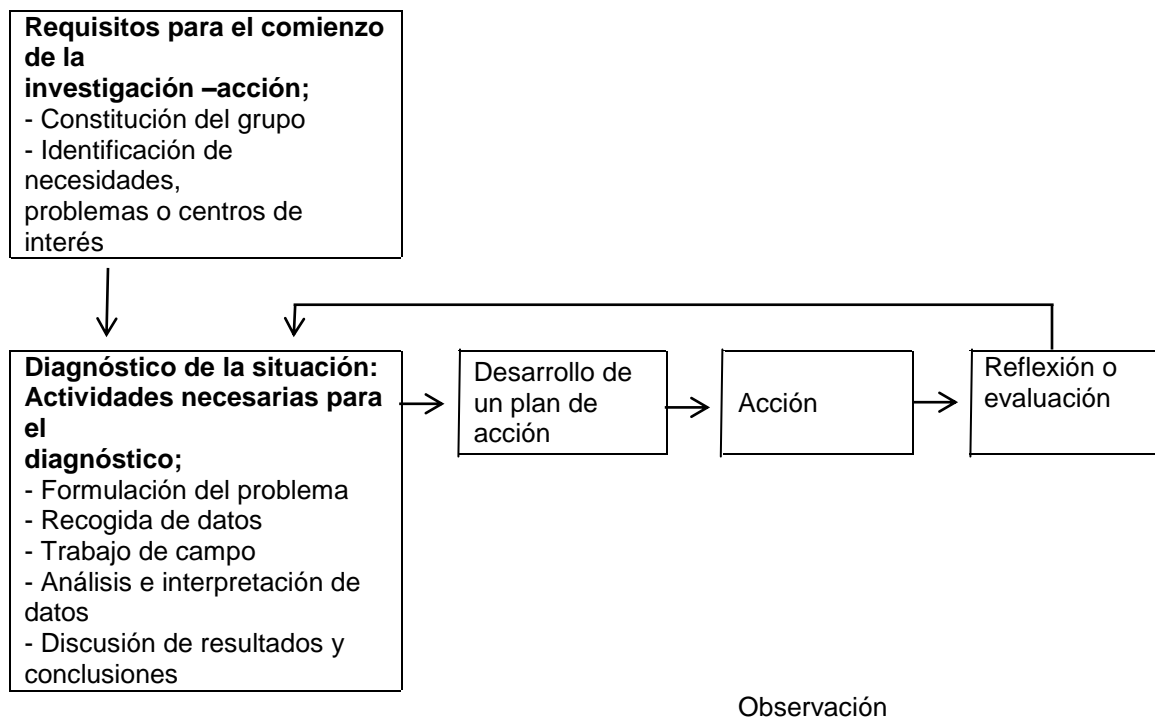 Requisitos para el comienzo
de la
investigación –acción;
- Constitución del grupo
- Identificación de
necesidades,
problemas o centros de
interés
Diagnóstico de la situación:
Actividades necesarias para
el
diagnóstico;
- Formulación del problema
- Recogida de datos
- Trabajo de campo
- Análisis e interpretación de
datos
- Discusión de resultados y
conclusiones
Desarrollo de
un plan de
acción
Acción
Reflexión o
evaluación
Observación